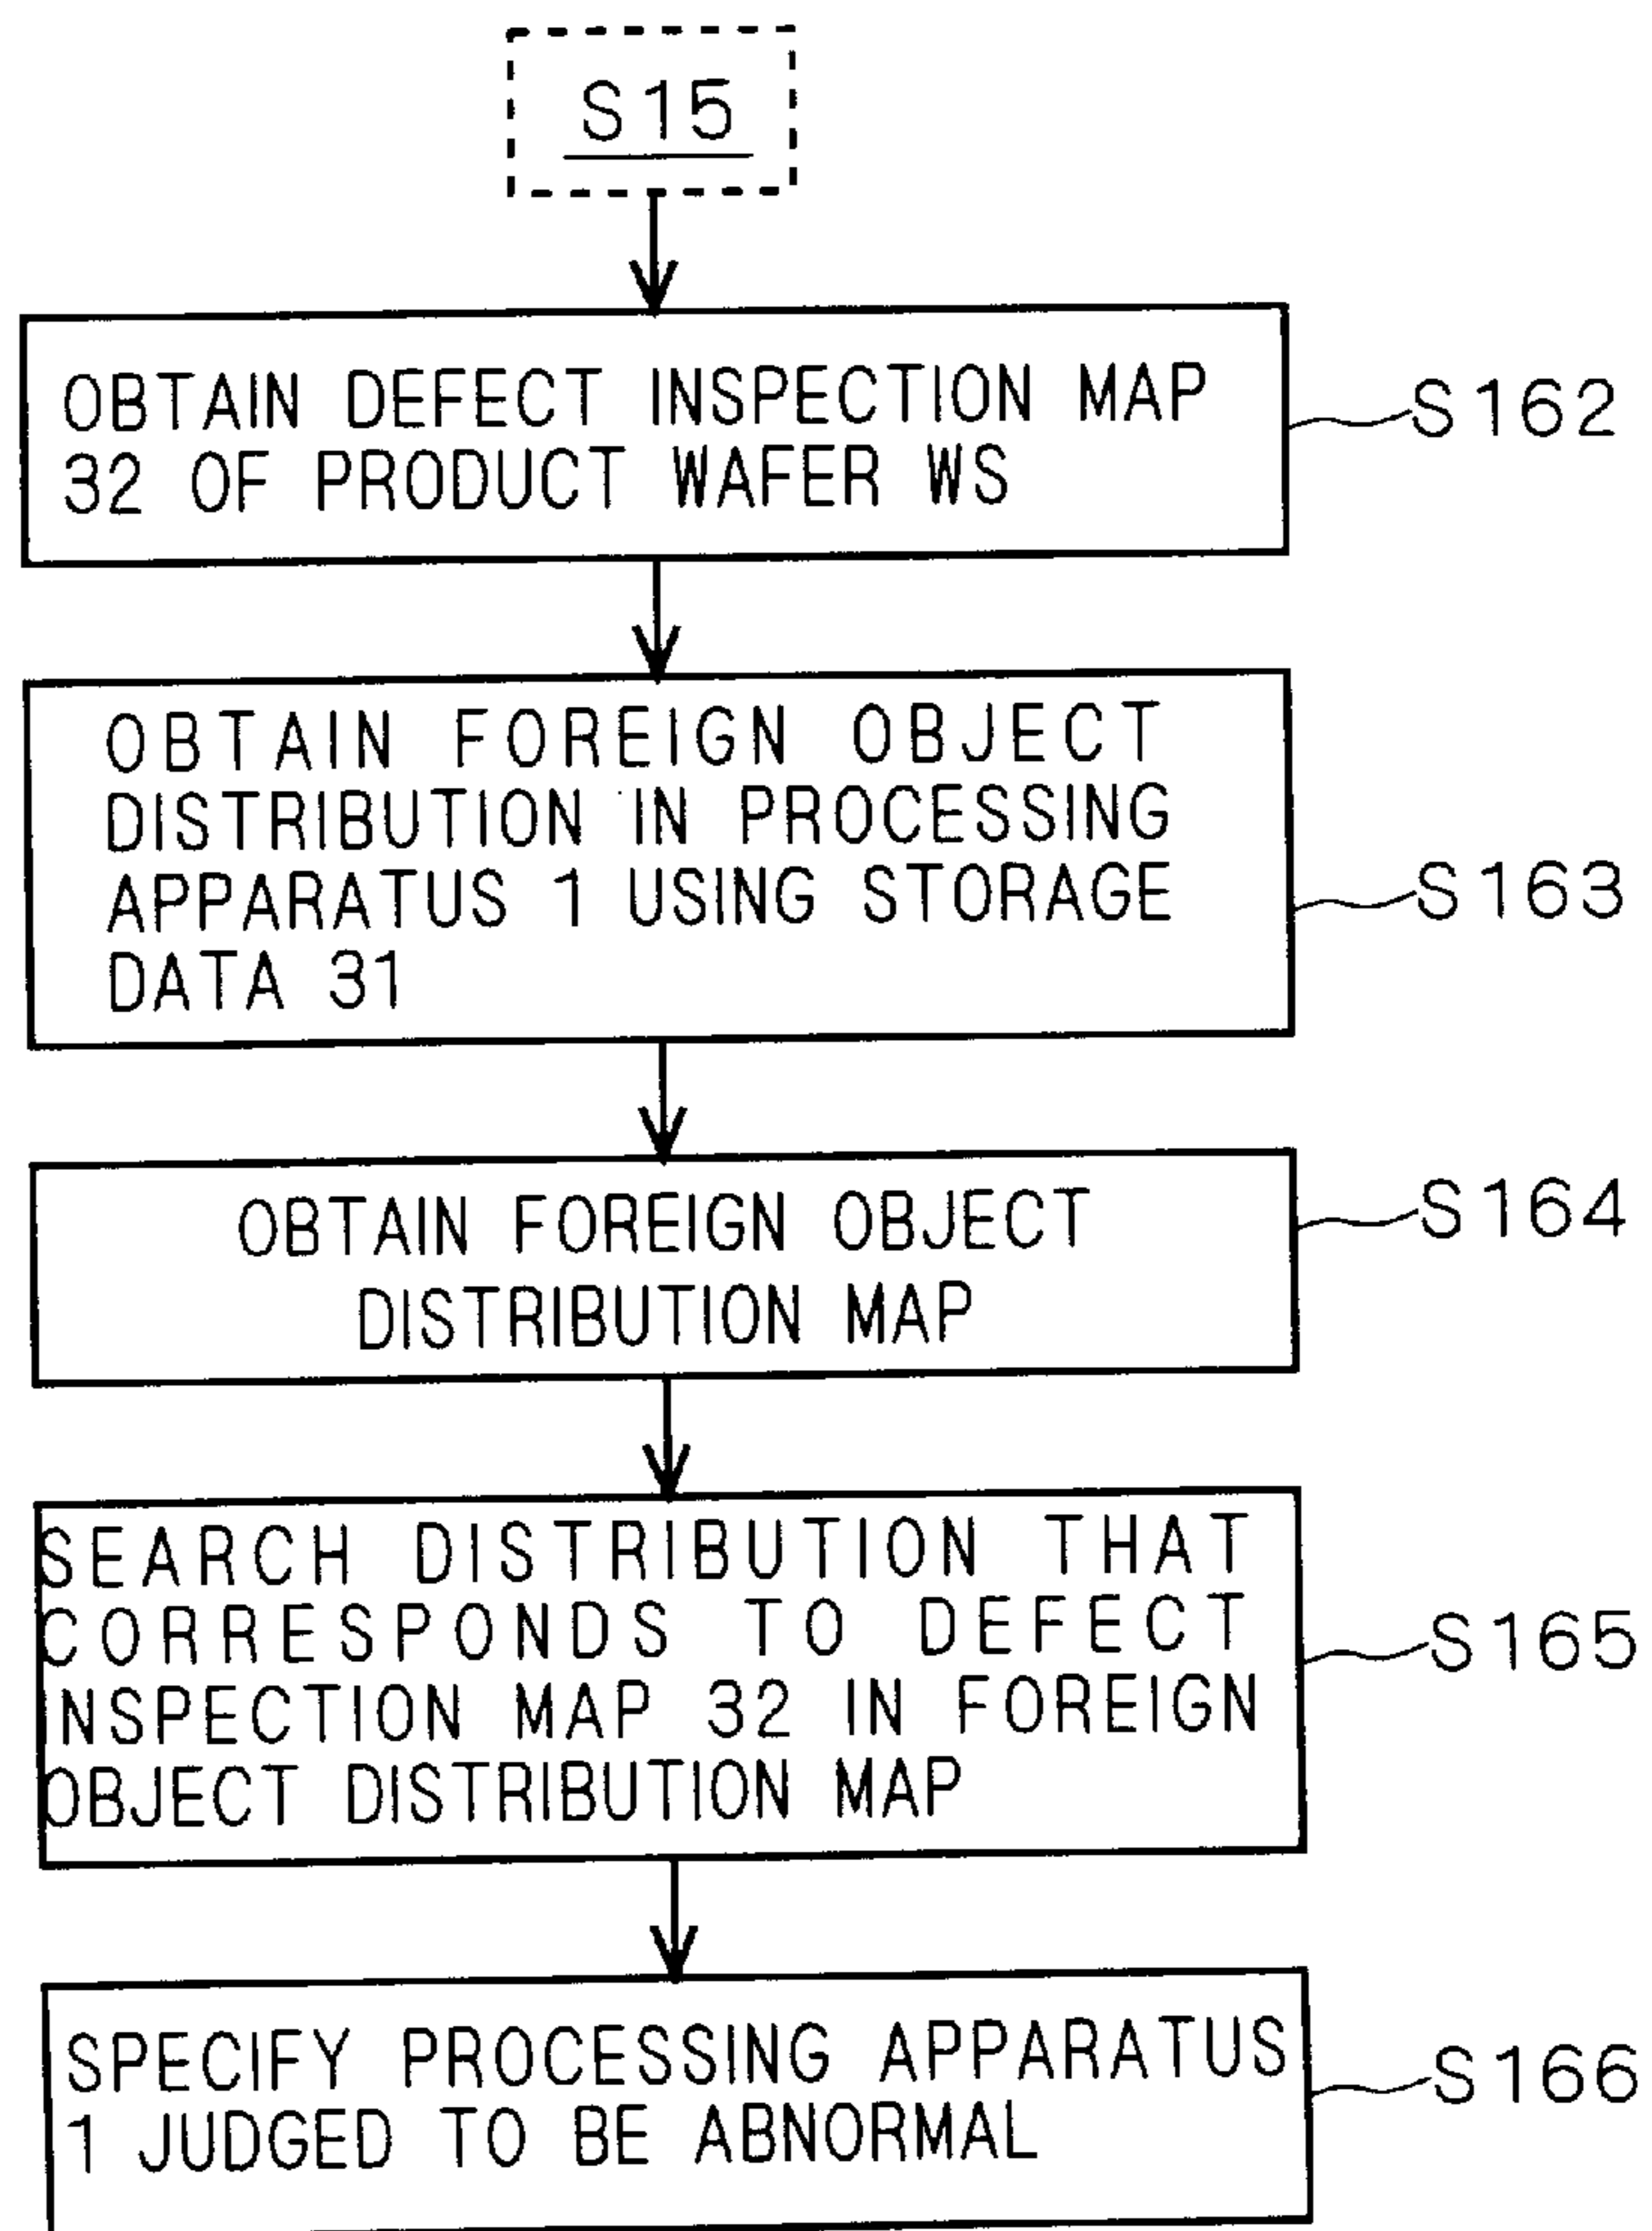 S15
OBTAIN DEFECT INSPECTION MAP
32 OF PRODUCT WAFER WS
S162
OBTAIN FOREIGN OBJECT
DISTRIBUTION IN PROCESSING
APPARATUS 1 USING STORAGE
DATA 31
S163
OBTAIN FOREIGN OBJECT
DISTRIBUTION MAP
S164
SEARCH DISTRIBUTION THAT
CORRESPONDS TO DEFECT
INSPECTION MAP 32 IN FOREIGN
OBJECT DISTRIBUTION MAP
S165
SPECIFY PROCESSING APPARATUS
1 JUDGED TO BE ABNORMAL
S166